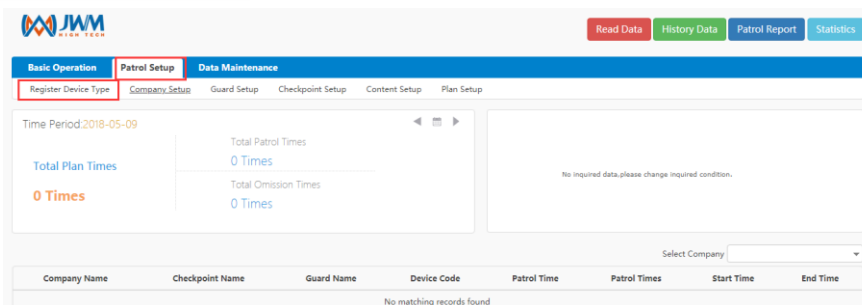 JWM
HIGH TECH
Read Data History Data Patrol Report Statistics
Basic Operation Patrol Setup Data Maintenance
Register Device Type Company Setup Guard Setup Checkpoint Setup Content Setup Plan Setup
Time Period:2018-05-09
Total Patrol Times
0 Times
Total Plan Times
0 Times
Total Omission Times
0 Times
No inquired data,please change inquired condition.
Select Company
Company Name Checkpoint Name Guard Name Device Code Patrol Time Patrol Times Start Time End Time
No matching records found